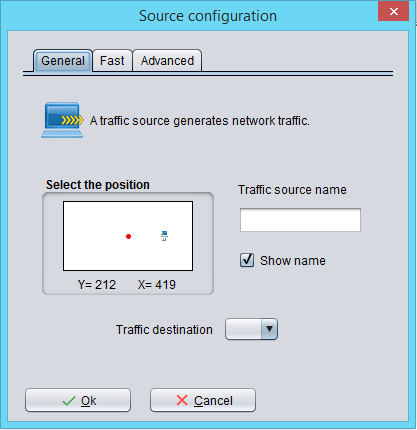 Source configuration
General Fast Advanced
A traffic source generates network traffic.
Select the position
Traffic source name
Show name
Y= 212 X= 419
Traffic destination
Ok Cancel